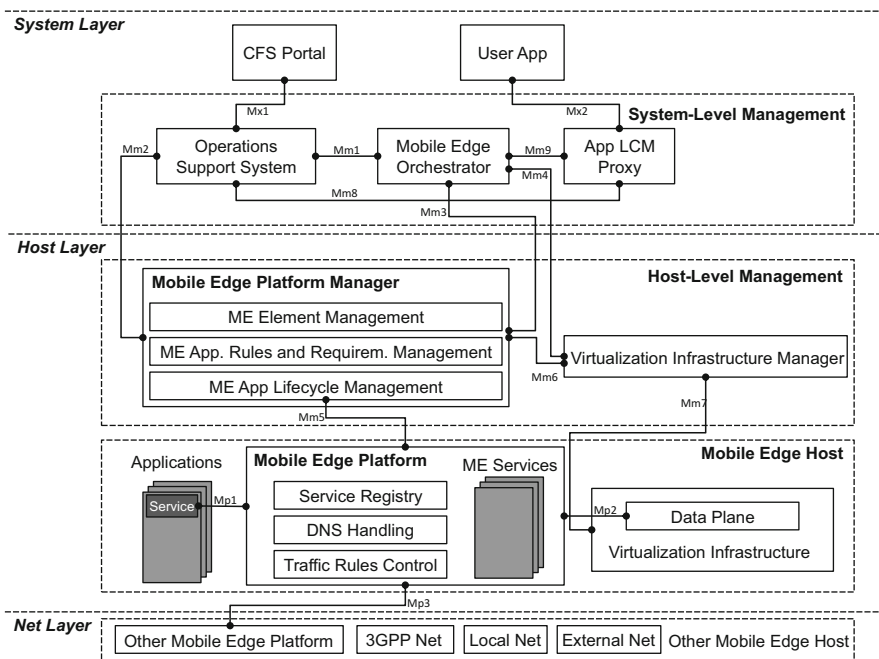 System Layer
CFS Portal
User App
Mx1
Mx2
System-Level Management
Mm2
Operations
Support System
Mm1
Mobile Edge
Orchestrator
Mm9
Mm4
App LCM
Proxy
Mm8
Mm3
Host Layer
Mobile Edge Platform Manager
Host-Level Management
ME Element Management
ME App. Rules and Requirem. Management
ME App Lifecycle Management
Virtualization Infrastructure Manager
Mm6
Mm7
Mm5
Applications
Mobile Edge Platform
ME Services
Mobile Edge Host
Service
Mp1
Service Registry
DNS Handling
Traffic Rules Control
Mp2
Data Plane
Virtualization Infrastructure
Mp3
Net Layer
Other Mobile Edge Platform
3GPP Net
Local Net
External Net
Other Mobile Edge Host